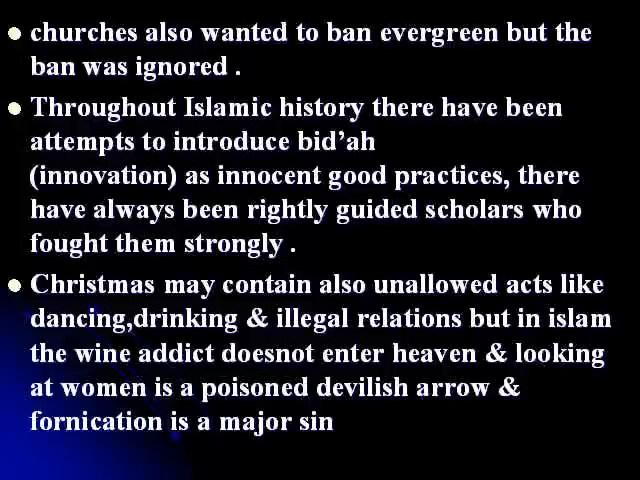 churches also wanted to ban evergreen but the
ban was ignored .
Throughout Islamic history there have been
attempts to introduce bid’ah
(innovation) as innocent good practices, there
have always been rightly guided scholars who
fought them strongly .
Christmas may contain also unallowed acts like
dancing,drinking & illegal relations but in islam
the wine addict doesnot enter heaven & looking
at women is a poisoned devilish arrow &
fornication is a major sin